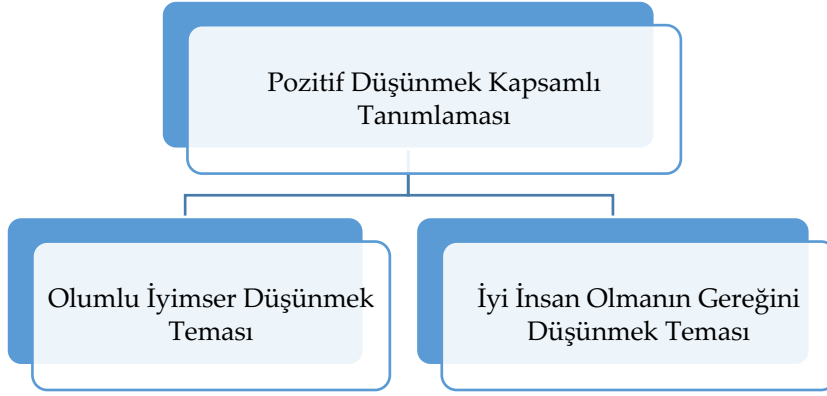 Pozitif Düşünmek Kapsamlı
Tanımlaması
Olumlu İyimser Düşünmek
Teması
İyi İnsan Olmanın Gereğini
Düşünmek Teması